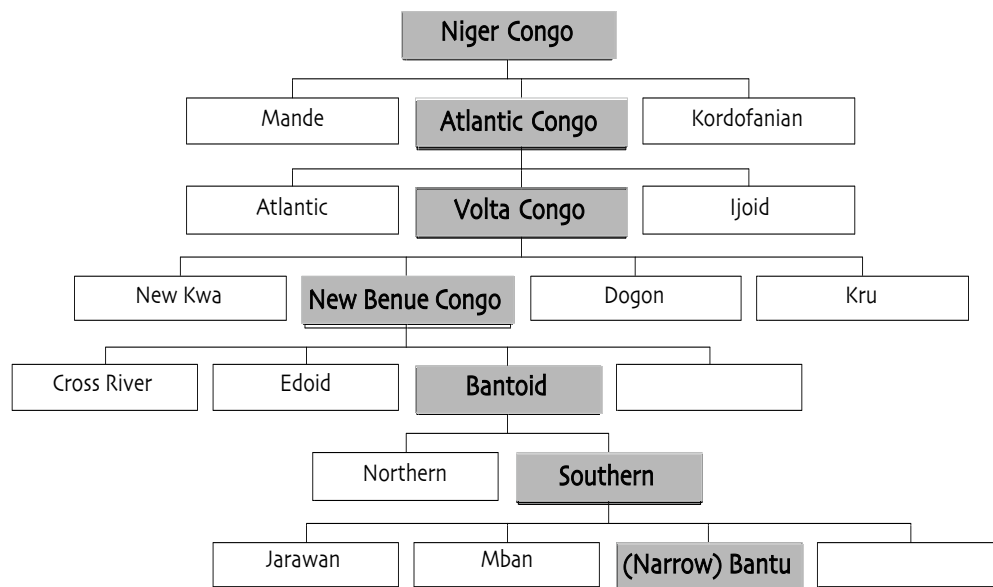 Niger Congo
Mande
Atlantic Congo
Kordofanian
Atlantic
Volta Congo
Ijoid
New Kwa
New Benue Congo
Dogon
Kru
Cross River
Edoid
Bantoid
Northern
Southern
Jarawan
Mban
(Narrow) Bantu